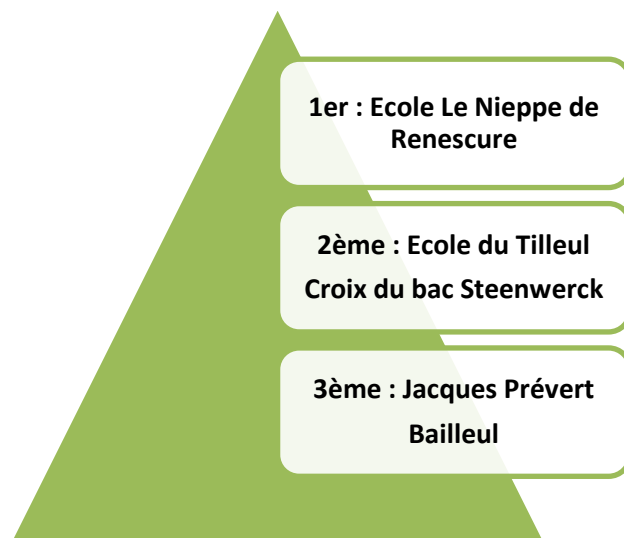 1er : Ecole Le Nieppe de
Renescure
2ème : Ecole du Tilleul
Croix du bac Steenwerck
3ème : Jacques Prévert
Bailleul